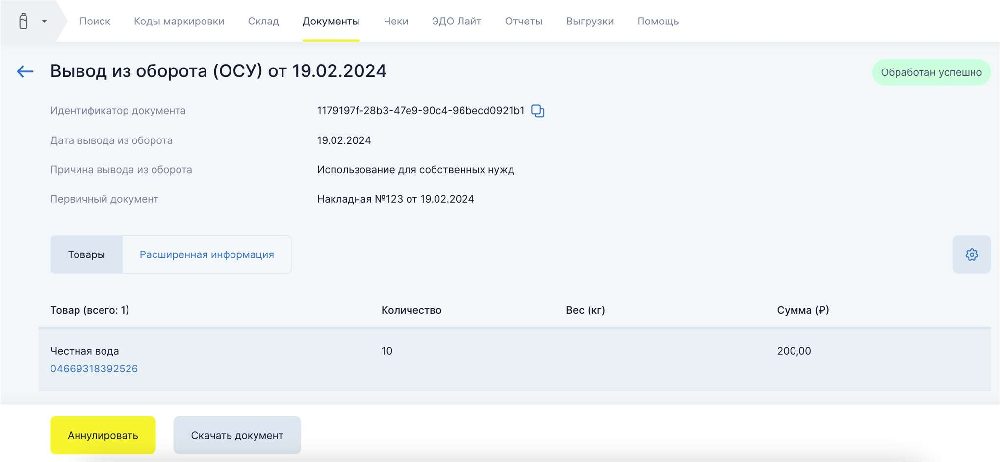 Поиск Коды маркировки Склад Документы Чеки ЭДО Лайт Отчеты Выгрузки Помощь
Вывод из оборота (ОСУ) от 19.02.2024
Обработан успешно
Идентификатор документа 1179197f-28b3-47e9-90c4-96becd0921b1
Дата вывода из оборота 19.02.2024
Причина вывода из оборота Использование для собственных нужд
Первичный документ Накладная №123 от 19.02.2024
Товары Расширенная информация
Товар (всего: 1) Количество Вес (кг) Сумма (₽)
Честная вода 10 200,00
04669318392526
Аннулировать Скачать документ